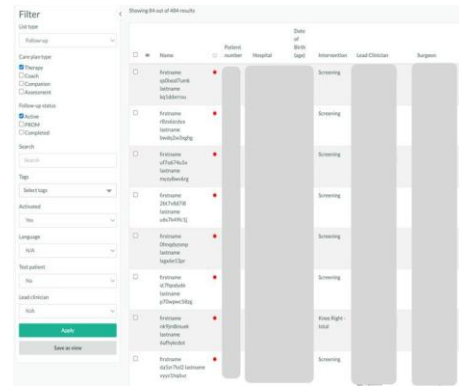 Filter
List type
Follow-up
Care plan type
Therapy
Coach
Companion
Assessment
Follow-up status
Active
PROM
Completed
Search
Search
Tags
Select tags
Activated
Yes
Language
N/A
Test patient
No
Lead clinician
N/A
Apply
Save as view
Showing 84 out of 484 results
Name
Patient number
Hospital
Date of Birth (age)
Intervention
Lead Clinician
Surgeon
firstname
lastname
Screening
firstname
lastname
Screening
firstname
lastname
Screening
firstname
lastname
Screening
firstname
lastname
Screening
firstname
lastname
Screening
firstname
lastname
Knee Right - total
firstname
lastname
Screening